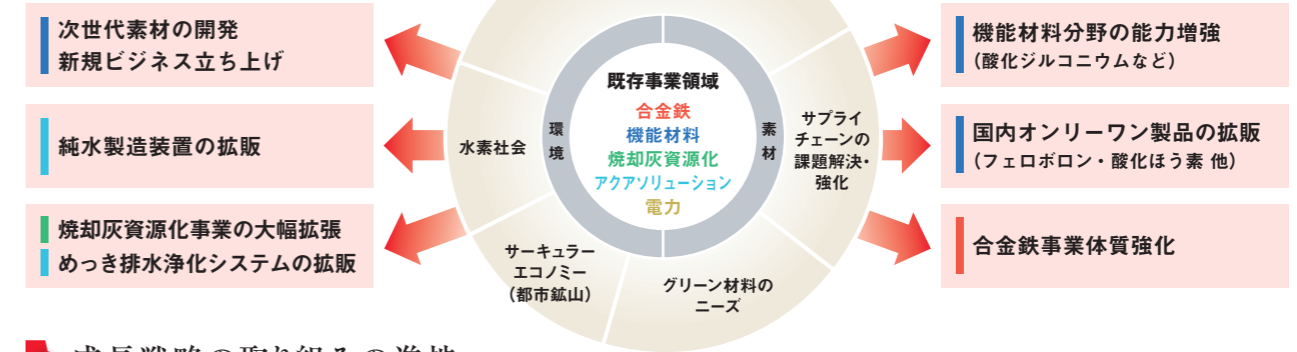 次世代素材の開発
新規ビジネス立ち上げ
純水製造装置の拡販
焼却灰資源化事業の大幅拡張
めっき排水浄化システムの拡販
水素社会
環境
既存事業領域
合金鉄
機能材料
焼却灰資源化
アクアソリューション
電力
素材
サプライ
チェーンの
課題解決・
強化
サーキュラー
エコノミー
（都市鉱山）
グリーン材料の
ニーズ
機能材料分野の能力増強
（酸化ジルコニウムなど）
国内オンリーワン製品の拡販
（フェロボロン・酸化ほう素 他）
合金鉄事業体質強化